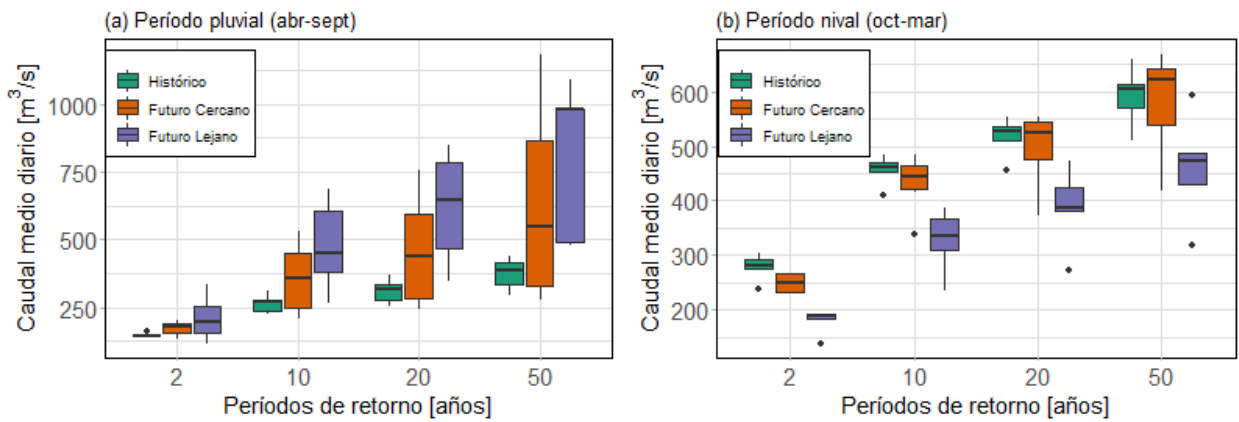 (a) Período pluvial (abr-sept)
Caudal medio diario [m³/s]
1000
750
500
250
Histórico
Futuro Cercano
Futuro Lejano
2 10 20 50
Períodos de retorno [años]
(b) Período nival (oct-mar)
Caudal medio diario [m³/s]
600
500
400
300
200
Histórico
Futuro Cercano
Futuro Lejano
2 10 20 50
Períodos de retorno [años]